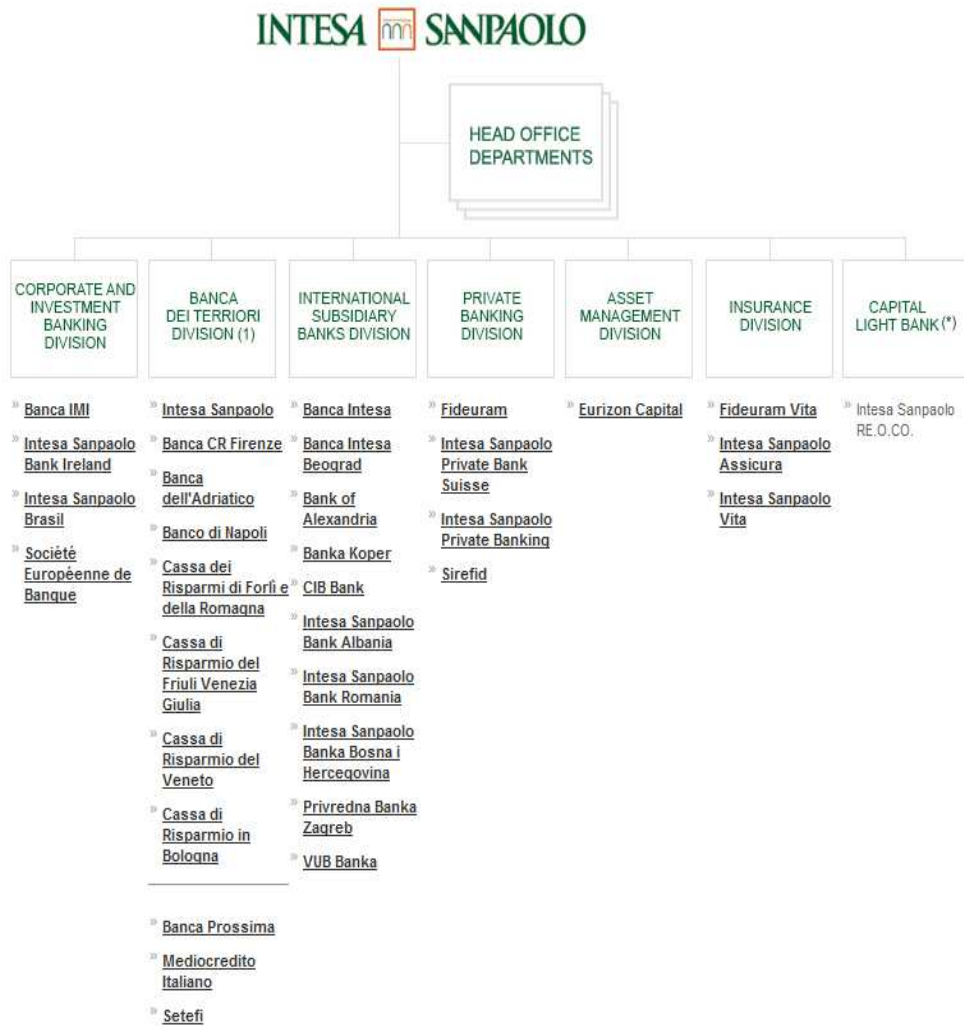 INTESA SANPAOLO
HEAD OFFICE
DEPARTMENTS
CORPORATE AND
INVESTMENT
BANKING
DIVISION
» Banca IMI
» Intesa Sanpaolo
Bank Ireland
» Intesa Sanpaolo
Brasil
» Société
Européenne de
Banque
BANCA
DEI TERRIORI
DIVISION (1)
» Intesa Sanpaolo
» Banca CR Firenze
» Banca
dell'Adriatico
» Banco di Napoli
» Cassa dei
Risparmi di Forlì e
della Romagna
» Cassa di
Risparmio del
Friuli Venezia
Giulia
» Cassa di
Risparmio del
Veneto
» Cassa di
Risparmio in
Bologna
» Banca Prossima
» Mediocredito
Italiano
» Setefi
INTERNATIONAL
SUBSIDIARY
BANKS DIVISION
» Banca Intesa
» Banca Intesa
Beograd
» Bank of
Alexandria
» Banka Koper
» CIB Bank
» Intesa Sanpaolo
Bank Albania
» Intesa Sanpaolo
Bank Romania
» Intesa Sanpaolo
Banka Bosna i
Hercegovina
» Privredna Banka
Zagreb
» VUB Banka
PRIVATE
BANKING
DIVISION
» Fideuram
» Intesa Sanpaolo
Private Bank
Suisse
» Intesa Sanpaolo
Private Banking
» Sirefid
ASSET
MANAGEMENT
DIVISION
» Eurizon Capital
INSURANCE
DIVISION
» Fideuram Vita
» Intesa Sanpaolo
Assicura
» Intesa Sanpaolo
Vita
CAPITAL
LIGHT BANK (*)
» Intesa Sanpaolo
RE.O.CO.